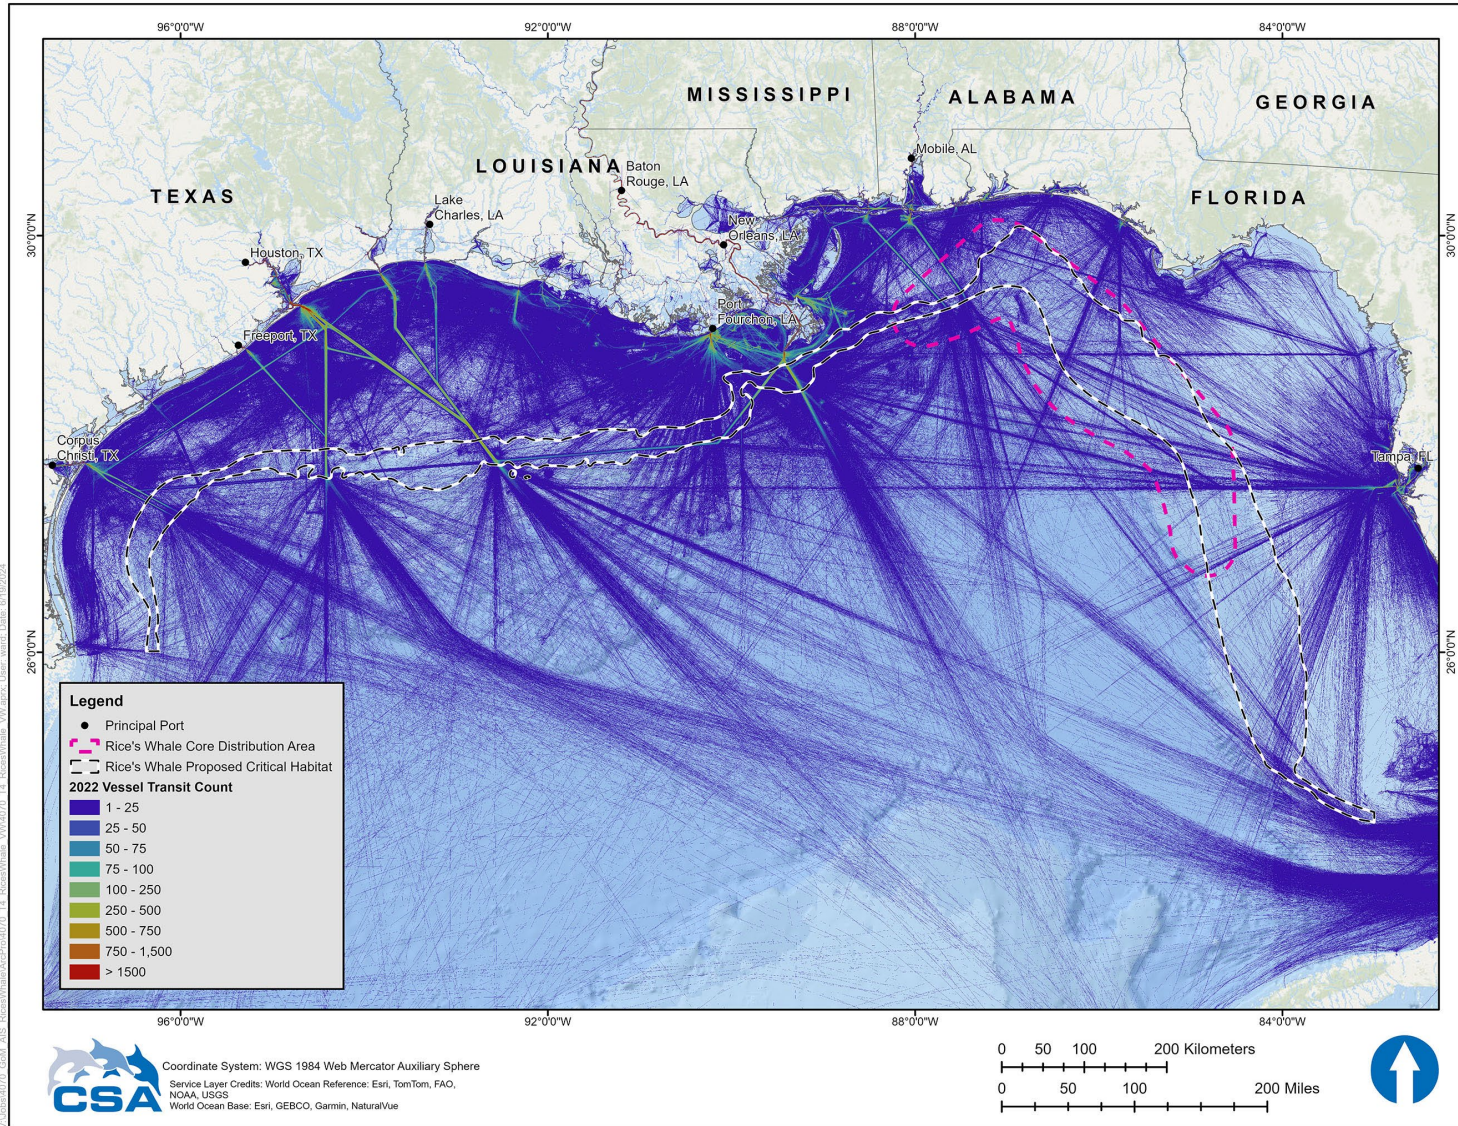 96°0'0"W
92°0'0"W
88°0'0"W
84°0'0"W
MISSISSIPPI
ALABAMA
GEORGIA
Mobile, AL
LOUISIANA
Baton
Rouge, LA
TEXAS
FLORIDA
Lake
Charles, LA
New
Orleans, LA
30°0'0"N
30°0'0"N
Houston, TX
Port
Fourchon, LA
Freeport, TX
Corpus
Christi, TX
Tampa, FL
26°0'0"N
26°0'0"N
Legend
Principal Port
Rice's Whale Core Distribution Area
Rice's Whale Proposed Critical Habitat
2022 Vessel Transit Count
1 - 25
25 - 50
50 - 75
75 - 100
100 - 250
250 - 500
500 - 750
750 - 1,500
> 1500
96°0'0"W
92°0'0"W
88°0'0"W
84°0'0"W
CSA
Coordinate System: WGS 1984 Web Mercator Auxiliary Sphere
Service Layer Credits: World Ocean Reference: Esri, TomTom, FAO,
NOAA, USGS
World Ocean Base: Esri, GEBCO, Garmin, NaturalVue
0 50 100 200 Kilometers
0 50 100 200 Miles